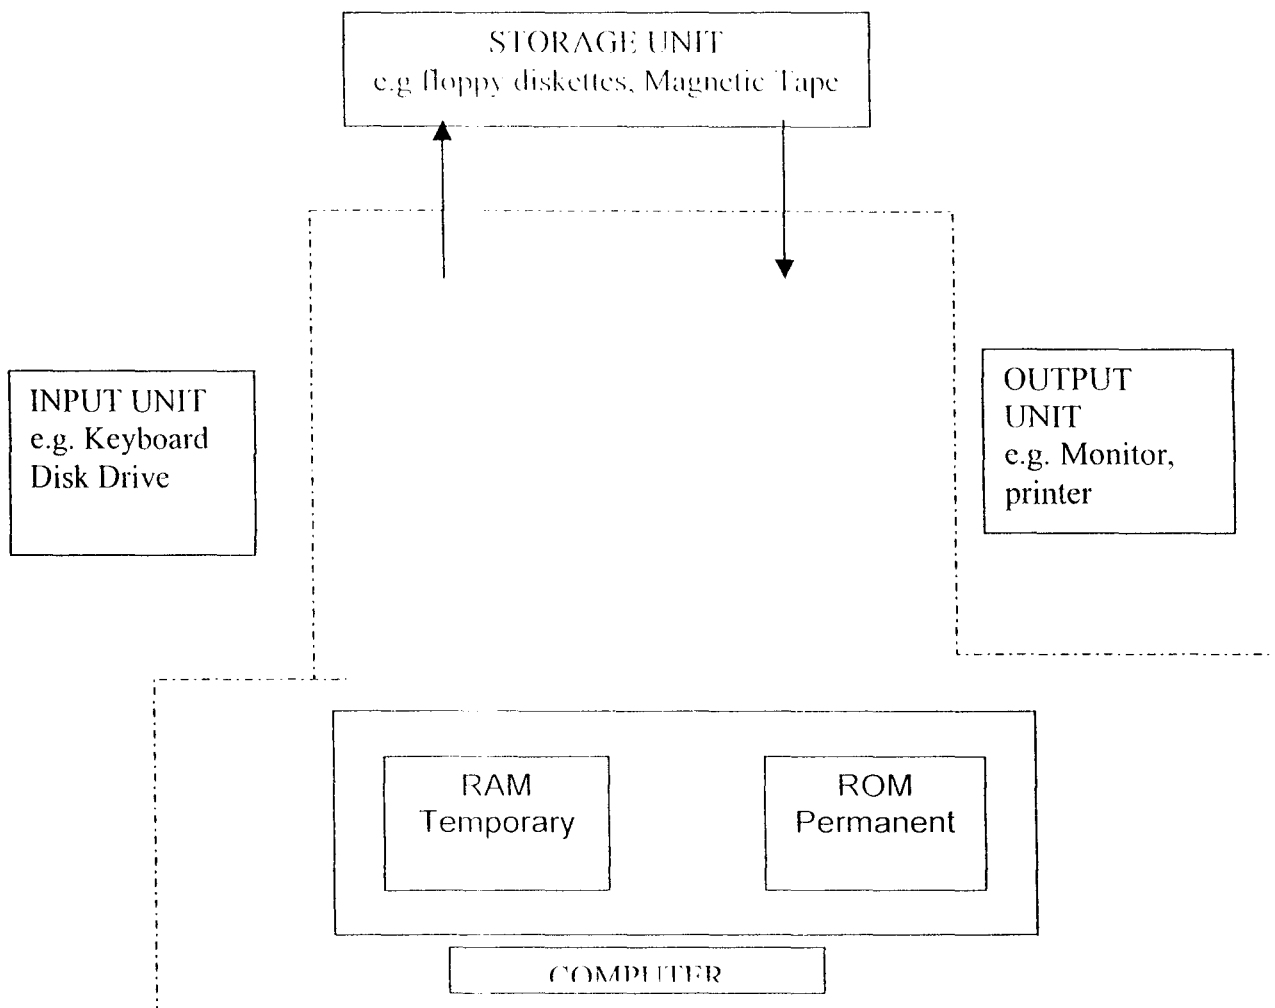 STORAGE UNIT
e.g floppy diskettes, Magnetic Tape
INPUT UNIT
e.g. Keyboard
Disk Drive
OUTPUT
UNIT
e.g. Monitor,
printer
RAM
Temporary
ROM
Permanent
COMPUTER